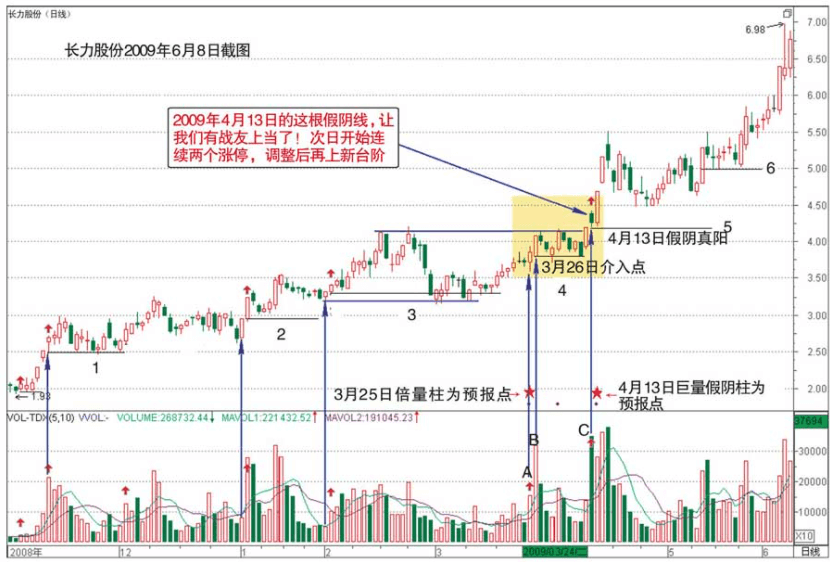 长力股份（日线）
长力股份2009年6月8日截图
6.98
7.00
6.50
6.00
5.50
5.00
4.50
4.00
3.50
3.00
2.50
2.00
2009年4月13日的这根假阴线，让
我们有战友上当了！次日开始连
续两个涨停，调整后再上新台阶
6
5
4月13日假阴真阳
3月26日介入点
4
3
2
1
1.93
3月25日倍量柱为预报点
4月13日巨量假阴柱为
预报点
VOL-TDX(5,10) VVOL:- VOLUME:268732.44 MAVOL1:221432.52 MAVOL2:191045.23
37694
30000
20000
10000
X10
A
B
C
2008年
12
1
2
3
2009/03/24/二
5
6
日线